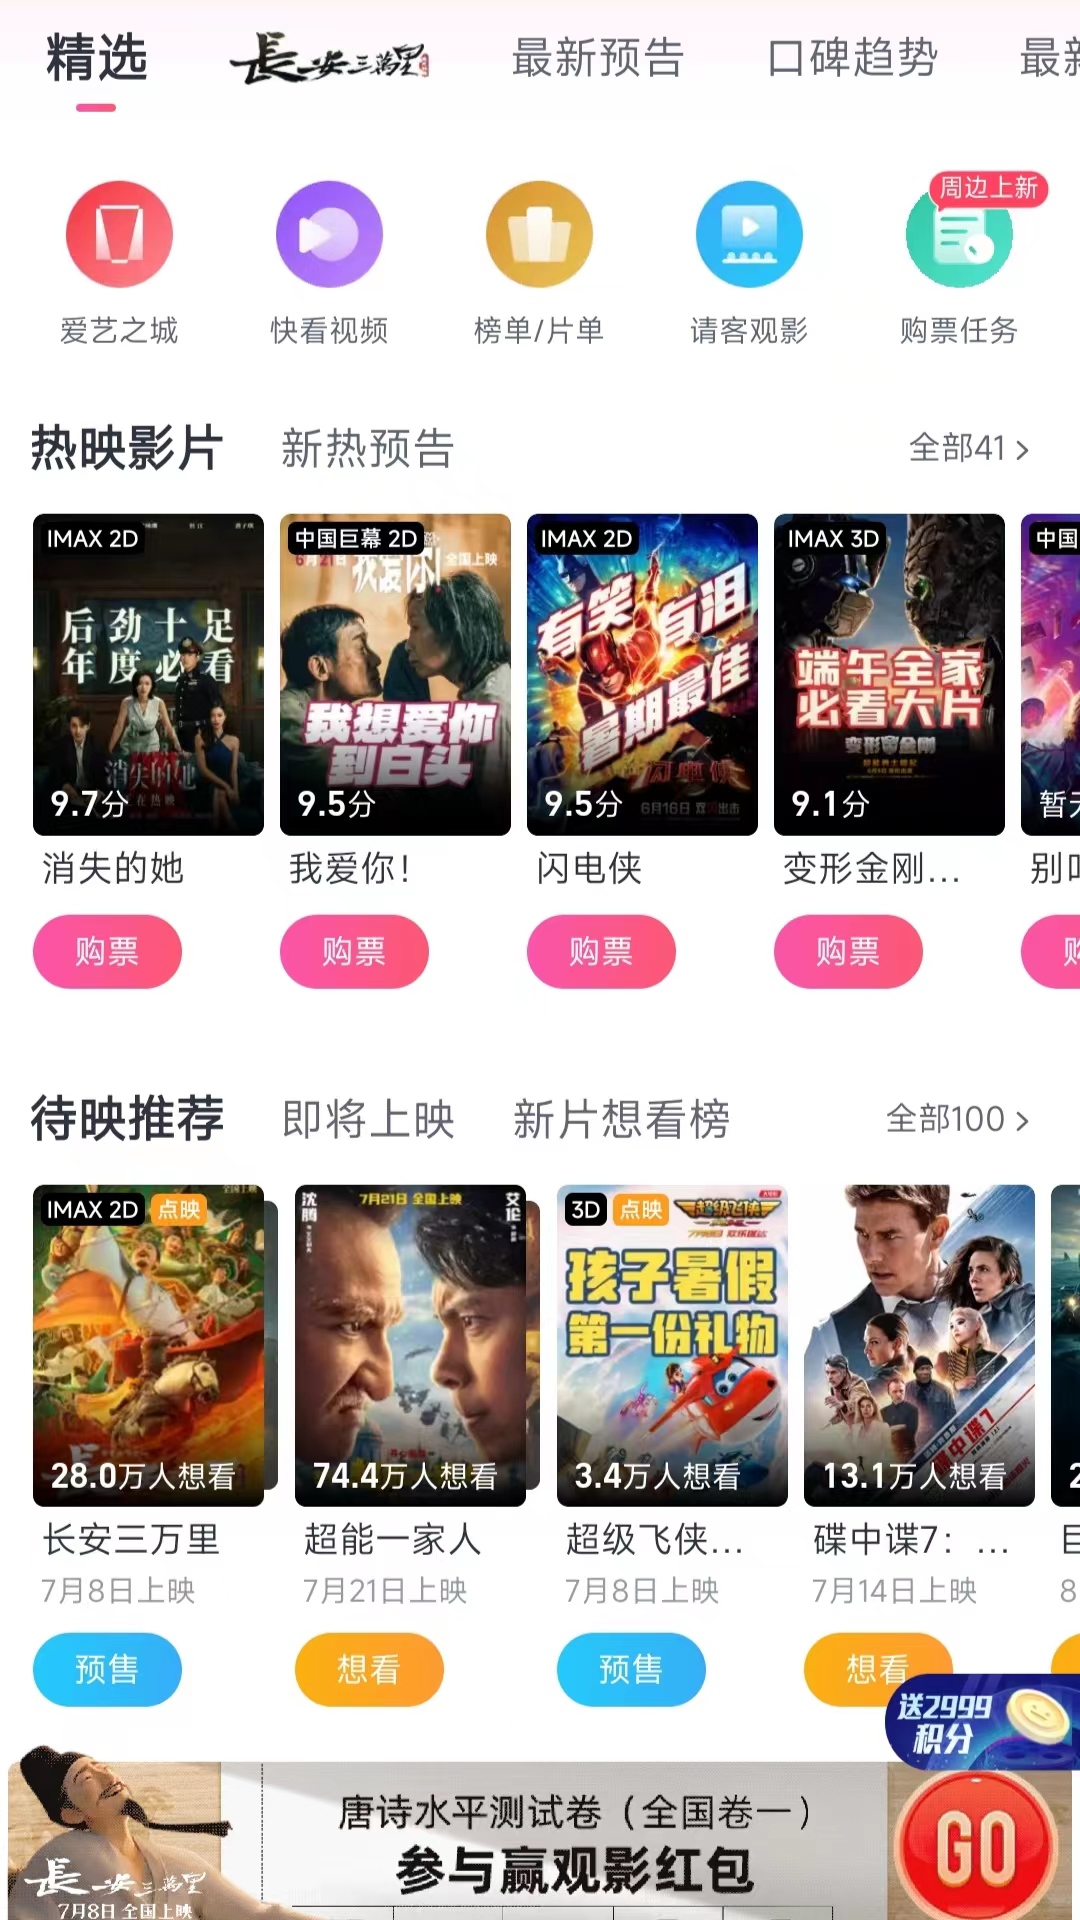 精选
長安三萬里
最新预告
口碑趋势
最新
周边上新
爱艺之城
快看视频
榜单/片单
请客观影
购票任务
热映影片
新热预告
全部41 >
IMAX 2D
后劲十足
年度必看
消失的她
9.7分
中国巨幕 2D
6月21日
我爱你!
全国上映
我想爱你
到白头
9.5分
IMAX 2D
有笑
有泪
暑期最佳
闪电侠
6月16日
9.5分
IMAX 3D
端午全家
必看大片
变形金刚
9.1分
中国
暂无
消失的她
我爱你！
闪电侠
变形金刚...
别叫
购票
购票
购票
购票
购
待映推荐
即将上映
新片想看榜
全部100 >
IMAX 2D
点映
28.0万人想看
沈腾
7月21日 全国上映
艾伦
74.4万人想看
3D
点映
超级飞侠
孩子暑假
第一份礼物
3.4万人想看
碟中谍7
13.1万人想看
2
长安三万里
超能一家人
超级飞侠...
碟中谍7：...
7月8日上映
7月21日上映
7月8日上映
7月14日上映
8
预售
想看
预售
想看
送2999
积分
唐诗水平测试卷（全国卷一）
参与赢观影红包
GO
長安三萬里
7月8日 全国上映